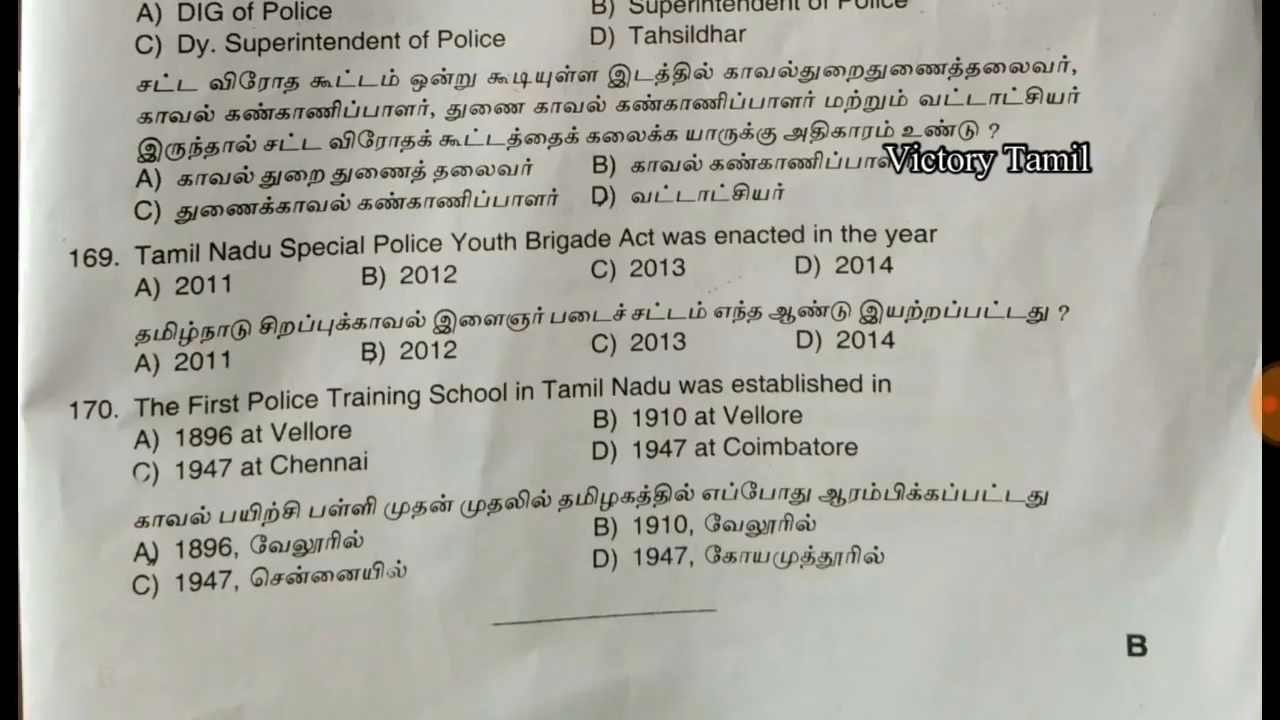 A) DIG of Police B) Superintendent of Police
C) Dy. Superintendent of Police D) Tahsildhar
சட்ட விரோத கூட்டம் ஒன்று கூடியுள்ள இடத்தில் காவல்துறைதுணைத்தலைவர்,
காவல் கண்காணிப்பாளர், துணை காவல் கண்காணிப்பாளர் மற்றும் வட்டாட்சியர்
இருந்தால் சட்ட விரோதக் கூட்டத்தைக் கலைக்க யாருக்கு அதிகாரம் உண்டு ?
A) காவல் துறை துணைத் தலைவர் B) காவல் கண்காணிப்பா
Victory Tamil
C) துணைக்காவல் கண்காணிப்பாளர் D) வட்டாட்சியர்
169. Tamil Nadu Special Police Youth Brigade Act was enacted in the year
A) 2011 B) 2012 C) 2013 D) 2014
தமிழ்நாடு சிறப்புக்காவல் இளைஞர் படைச் சட்டம் எந்த ஆண்டு இயற்றப்பட்டது ?
A) 2011 B) 2012 C) 2013 D) 2014
170. The First Police Training School in Tamil Nadu was established in
A) 1896 at Vellore B) 1910 at Vellore
C) 1947 at Chennai D) 1947 at Coimbatore
காவல் பயிற்சி பள்ளி முதன் முதலில் தமிழகத்தில் எப்போது ஆரம்பிக்கப்பட்டது
A) 1896, வேலூரில் B) 1910, வேலூரில்
C) 1947, சென்னையில் D) 1947, கோயமுத்தூரில்
B